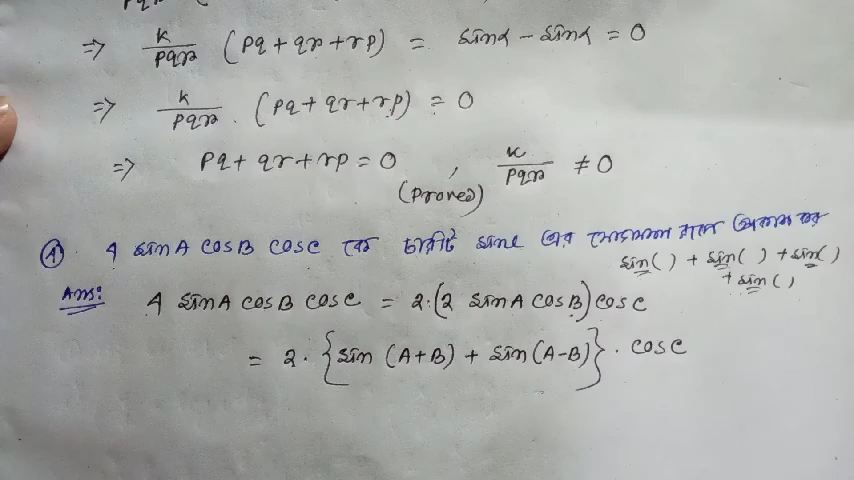 ⇒ K/pqr (pq + qr + rp) = sinα - sinα = 0
⇒ K/pqr . (pq + qr + rp) = 0
⇒ pq + qr + rp = 0 , K/pqr ≠ 0
(Proved)
4 sinA cosB cosC কে চারটি sine এর যোগফল রূপে প্রকাশ কর
sin( ) + sin( ) + sin( )
+ sin( )
Ans: 4 sinA cosB cosC = 2.(2 sinA cosB) cosC
= 2 . {sin (A+B) + sin(A-B)} . cosC